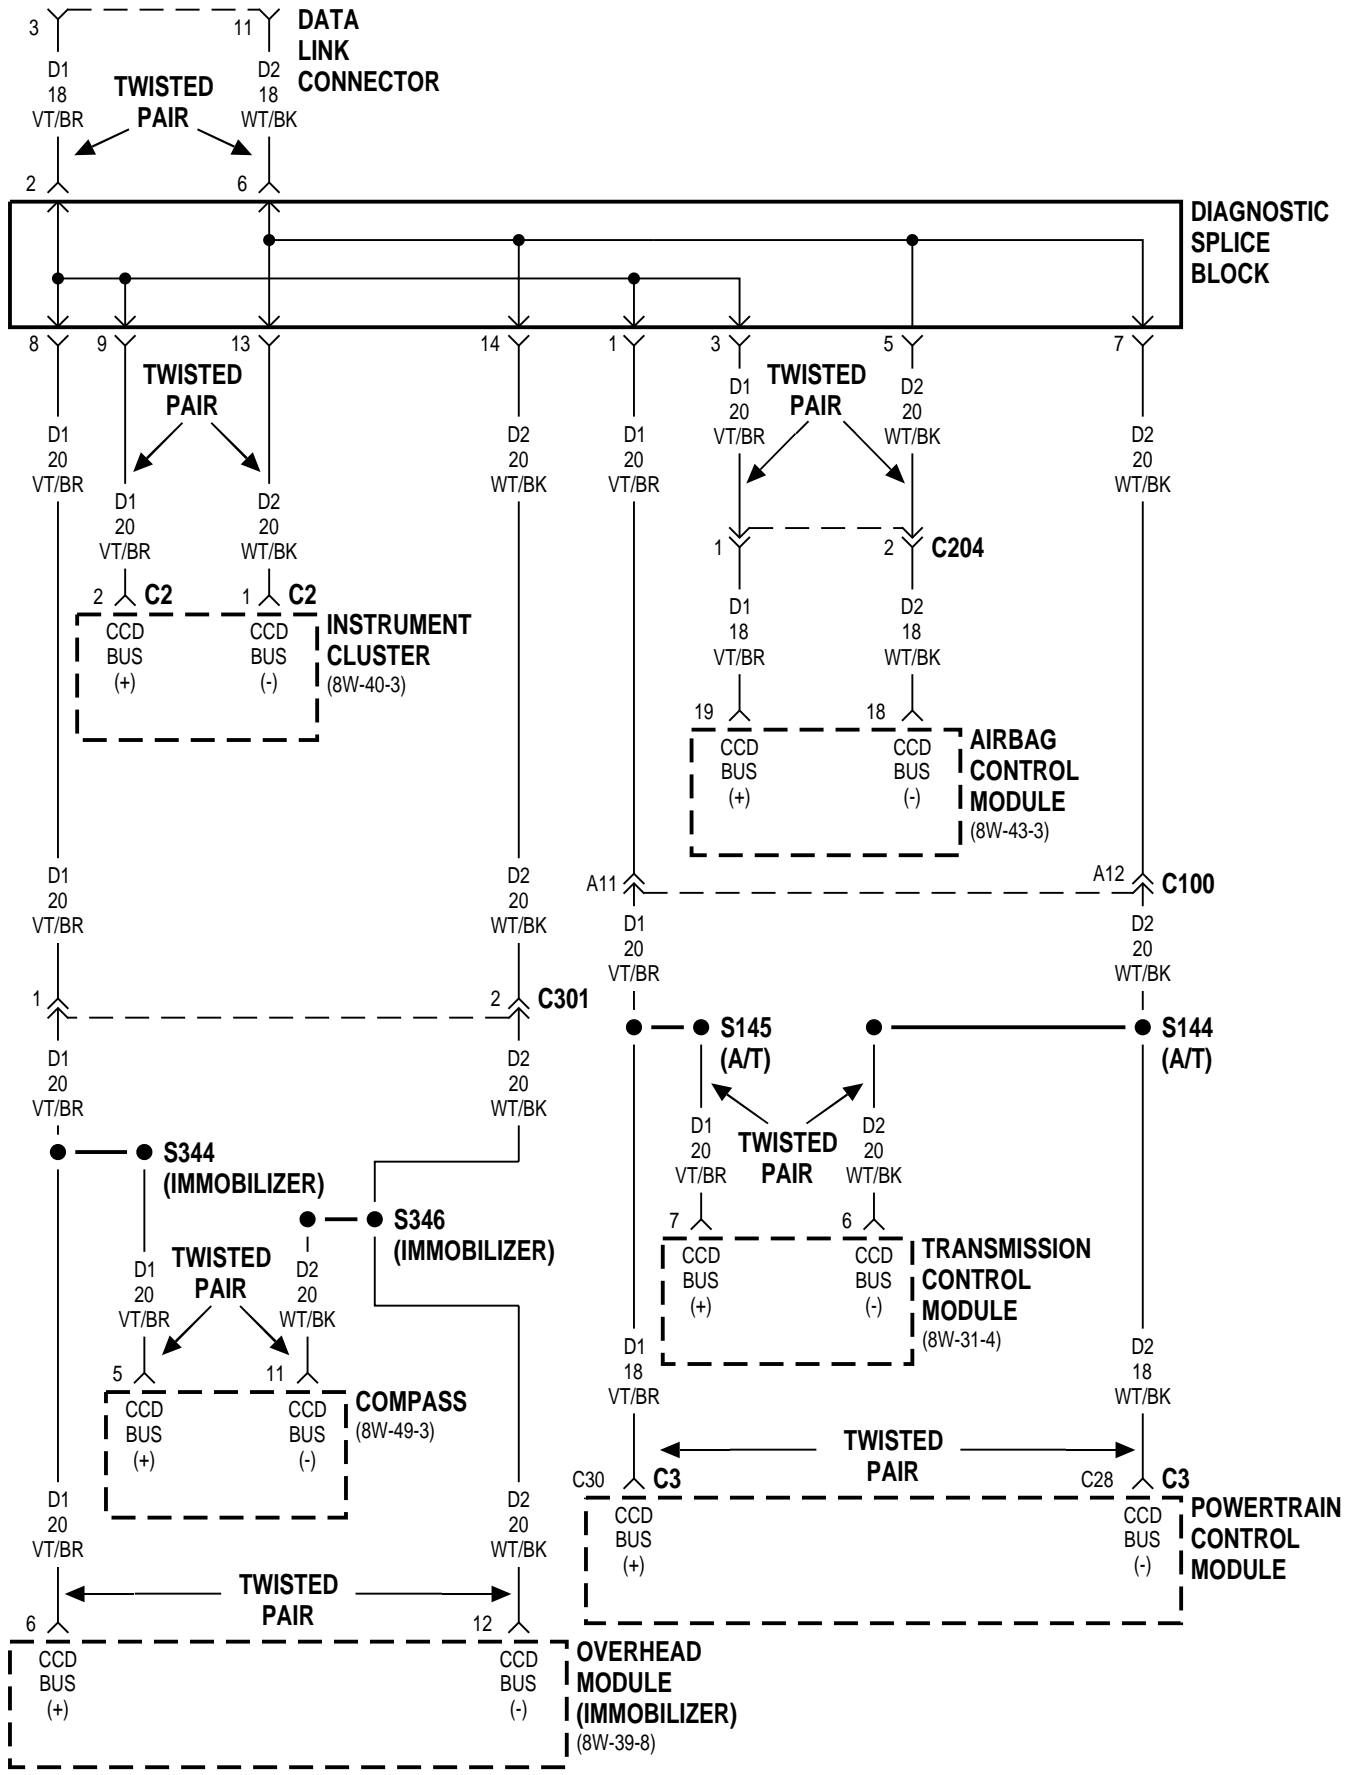 3
11
DATA
LINK
CONNECTOR
D1
18
VT/BR
D2
18
WT/BK
TWISTED
PAIR
2
6
DIAGNOSTIC
SPLICE
BLOCK
8
9
13
14
1
3
5
7
TWISTED
PAIR
TWISTED
PAIR
D1
20
VT/BR
D2
20
WT/BK
D1
20
VT/BR
D2
20
WT/BK
D1
20
VT/BR
D2
20
WT/BK
D1
20
VT/BR
D2
20
WT/BK
1
2
C204
2
C2
1
C2
CCD
BUS
(+)
CCD
BUS
(-)
INSTRUMENT
CLUSTER
(8W-40-3)
D1
18
VT/BR
D2
18
WT/BK
19
18
CCD
BUS
(+)
CCD
BUS
(-)
AIRBAG
CONTROL
MODULE
(8W-43-3)
D1
20
VT/BR
D2
20
WT/BK
A11
A12
C100
D1
20
VT/BR
D2
20
WT/BK
1
2
C301
S145
(A/T)
S144
(A/T)
D1
20
VT/BR
D2
20
WT/BK
D1
20
VT/BR
TWISTED
PAIR
D2
20
WT/BK
S344
(IMMOBILIZER)
S346
(IMMOBILIZER)
7
6
CCD
BUS
(+)
CCD
BUS
(-)
TRANSMISSION
CONTROL
MODULE
(8W-31-4)
D1
20
VT/BR
TWISTED
PAIR
D2
20
WT/BK
5
11
CCD
BUS
(+)
CCD
BUS
(-)
COMPASS
(8W-49-3)
D1
18
VT/BR
D2
18
WT/BK
TWISTED
PAIR
C30
C3
C28
C3
CCD
BUS
(+)
CCD
BUS
(-)
POWERTRAIN
CONTROL
MODULE
D1
20
VT/BR
D2
20
WT/BK
TWISTED
PAIR
6
12
CCD
BUS
(+)
CCD
BUS
(-)
OVERHEAD
MODULE
(IMMOBILIZER)
(8W-39-8)